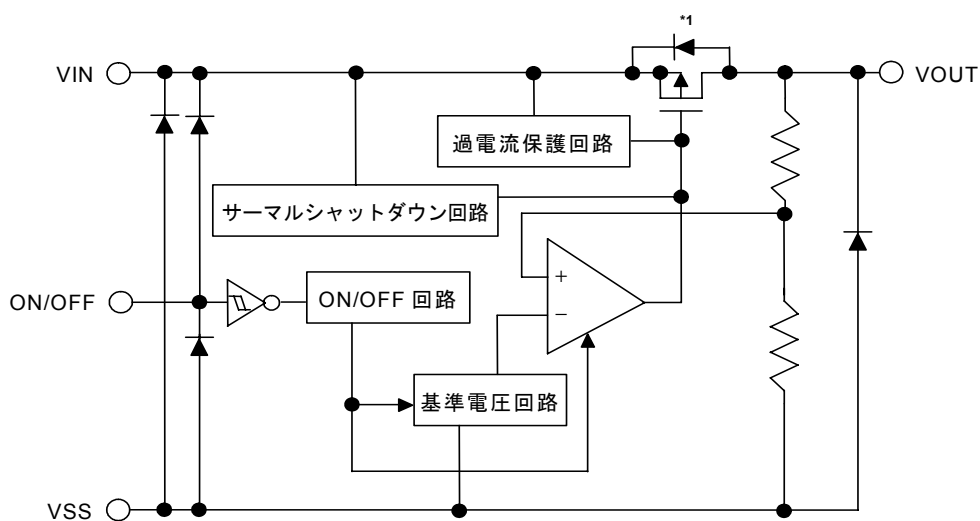 *1
VIN
VOUT
過電流保護回路
サーマルシャットダウン回路
+
ON/OFF
ON/OFF 回路
−
基準電圧回路
VSS